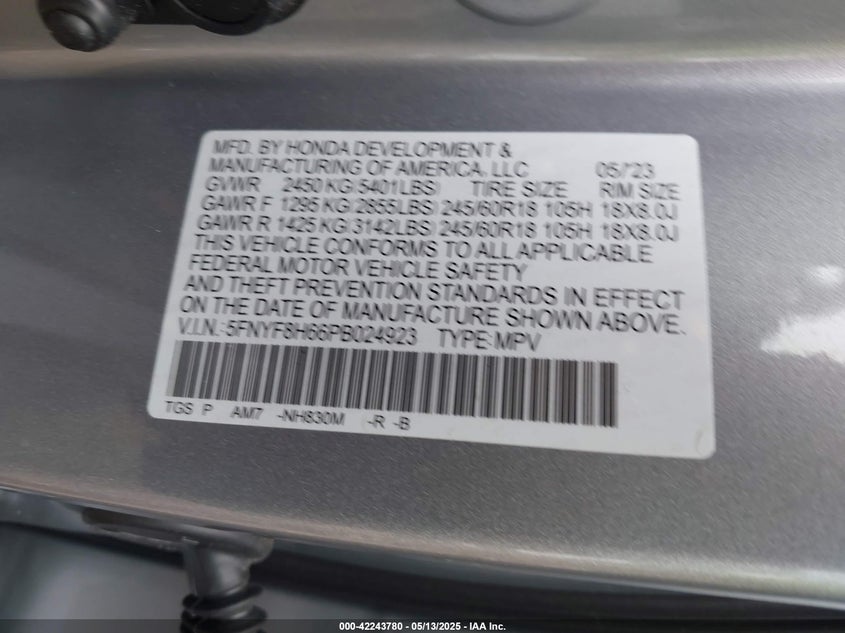 MFD. BY HONDA DEVELOPMENT &
MANUFACTURING OF AMERICA, LLC 05/23
GVWR 2450 KG(5401LBS) TIRE SIZE RIM SIZE
GAWR F 1295 KG(2855LBS) 245/60R18 105H 18X8.0J
GAWR R 1425 KG(3142LBS) 245/60R18 105H 18X8.0J
THIS VEHICLE CONFORMS TO ALL APPLICABLE
FEDERAL MOTOR VEHICLE SAFETY
AND THEFT PREVENTION STANDARDS IN EFFECT
ON THE DATE OF MANUFACTURE SHOWN ABOVE.
V.I.N.:5FNYF8H66PB024923 TYPE:MPV
TGS P AM7 -NH830M -R -B
000-42243780 - 05/13/2025 - IAA Inc.